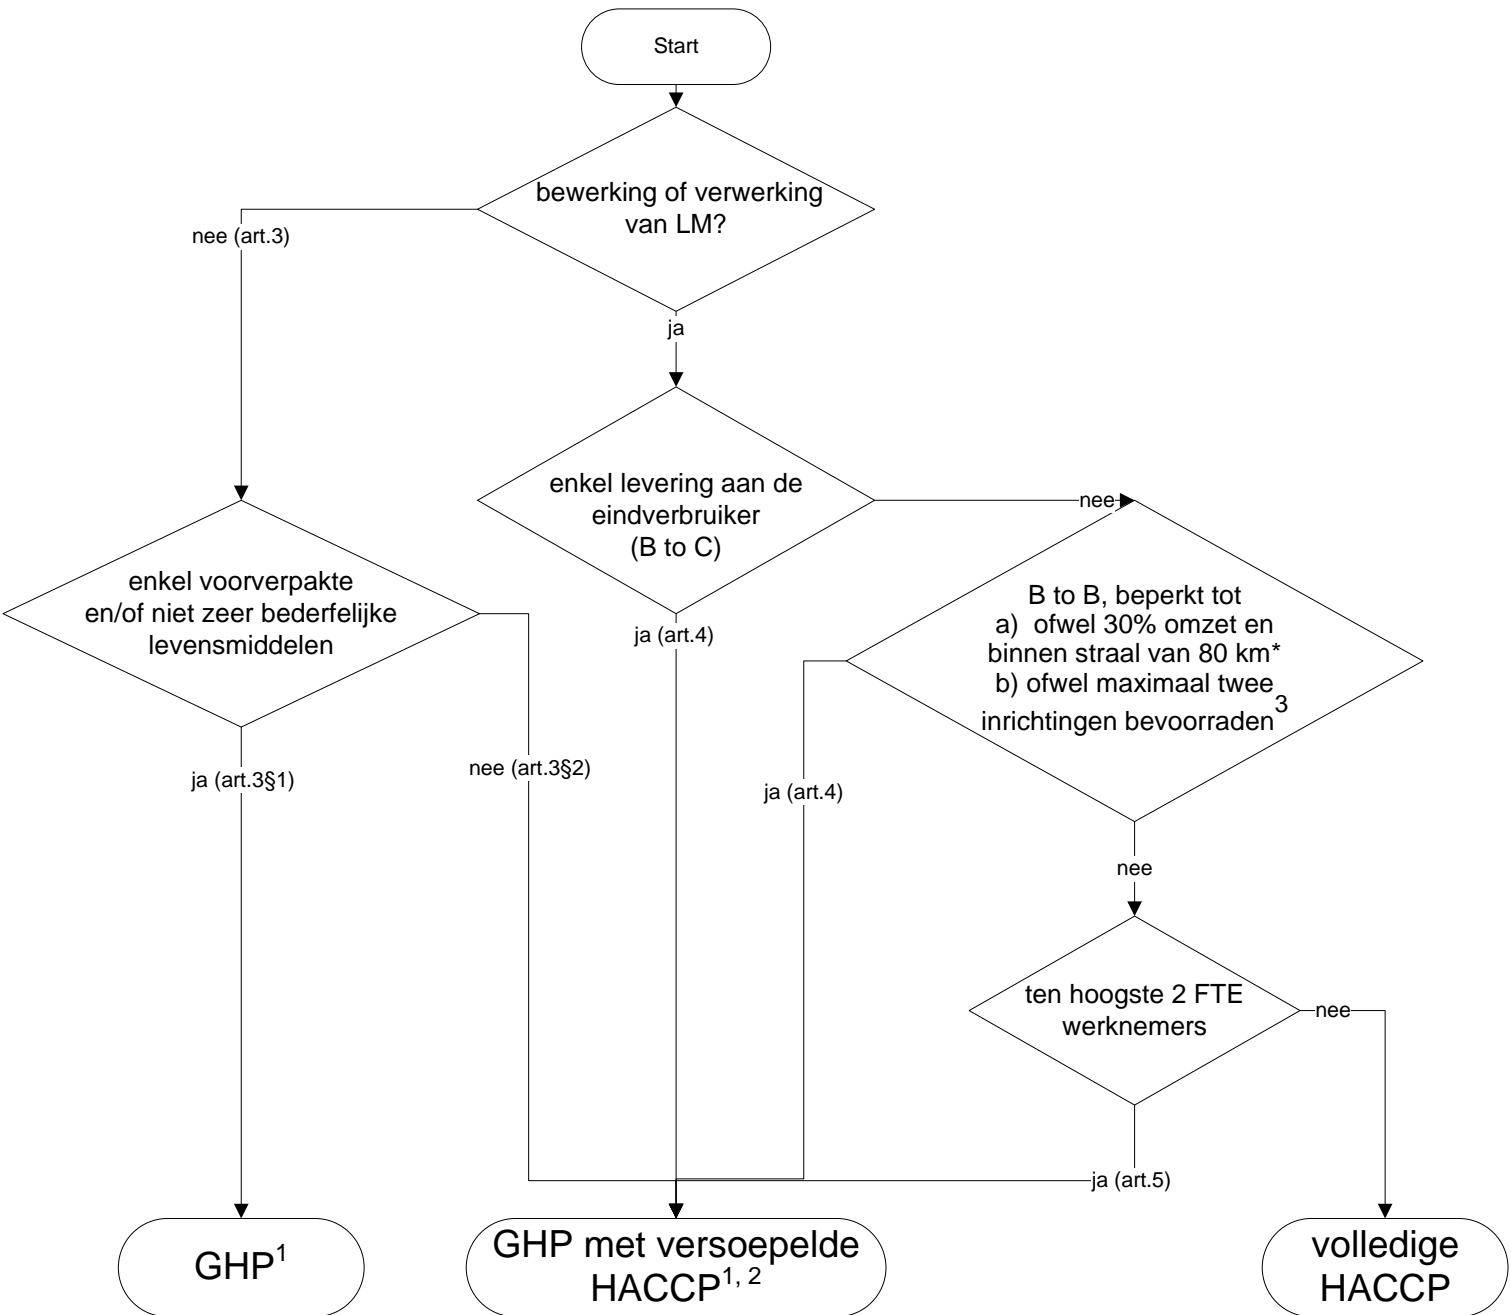 Start
bewerking of verwerking
van LM?
nee (art.3)
ja
enkel levering aan de
eindverbruiker
(B to C)
nee
enkel voorverpakte
en/of niet zeer bederfelijke
levensmiddelen
B to B, beperkt tot
a) ofwel 30% omzet en
binnen straal van 80 km*
b) ofwel maximaal twee
inrichtingen bevoorraden3
ja (art.4)
ja (art.3§1)
nee (art.3§2)
ja (art.4)
nee
ten hoogste 2 FTE
werknemers
nee
ja (art.5)
GHP1
GHP met versoepelde
HACCP1, 2
volledige
HACCP